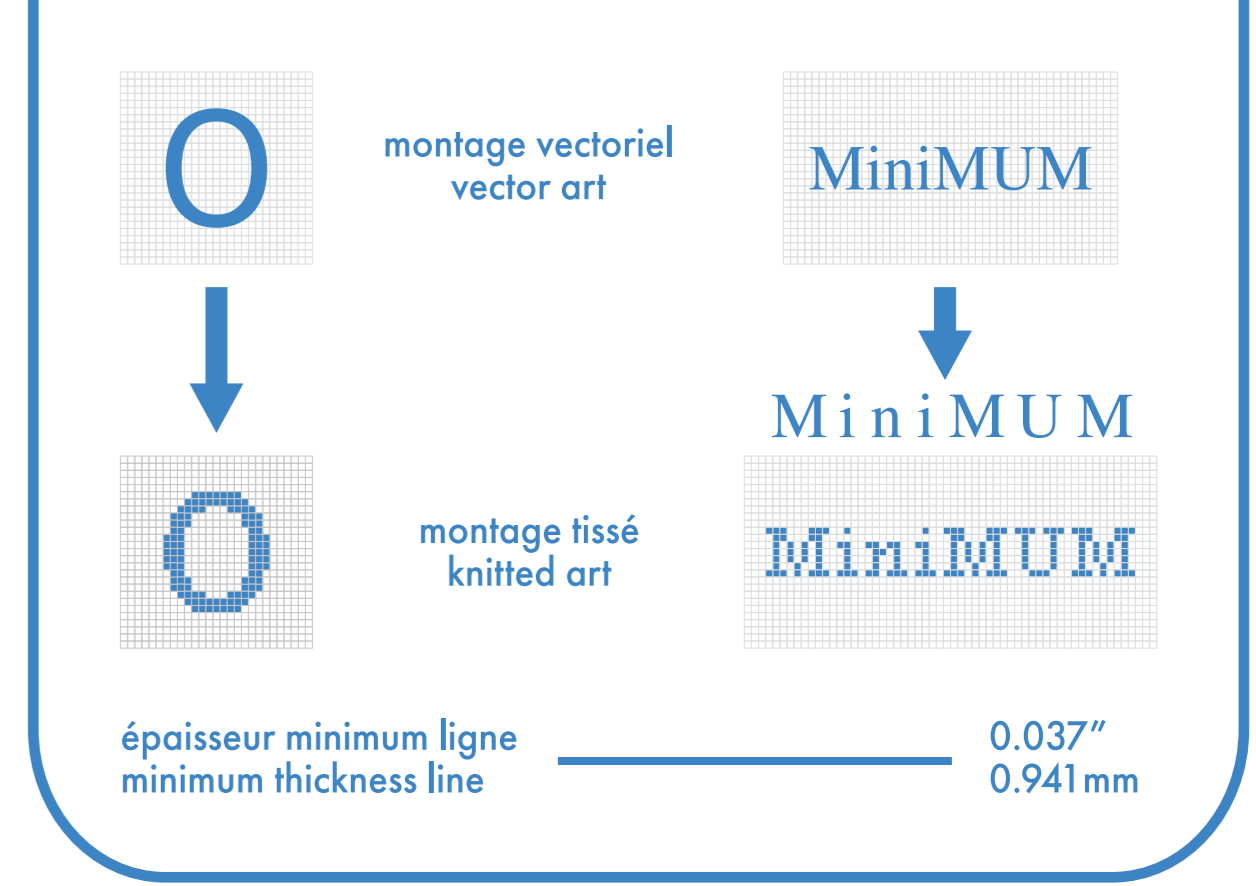 O
montage vectoriel
vector art
MiniMUM
MiniMUM
O
montage tissé
knitted art
MiniMUM
épaisseur minimum ligne
minimum thickness line
0.037"
0.941mm